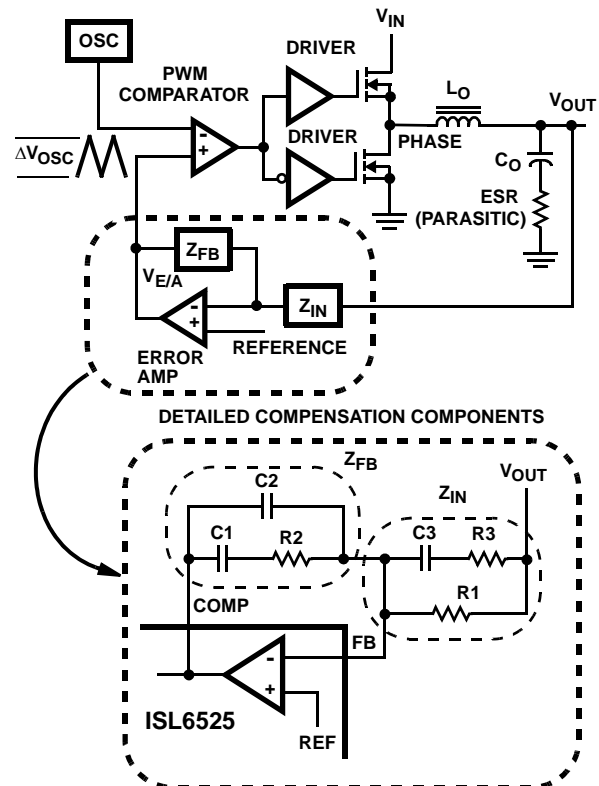 V_IN
OSC
DRIVER
PWM
COMPARATOR
L_O
V_OUT
-
+
DRIVER
PHASE
ΔV_OSC
C_O
ESR
(PARASITIC)
Z_FB
V_E/A
-
+
Z_IN
REFERENCE
ERROR
AMP
DETAILED COMPENSATION COMPONENTS
Z_FB
C2
Z_IN
V_OUT
C1
R2
C3
R3
R1
COMP
FB
-
+
ISL6525
REF